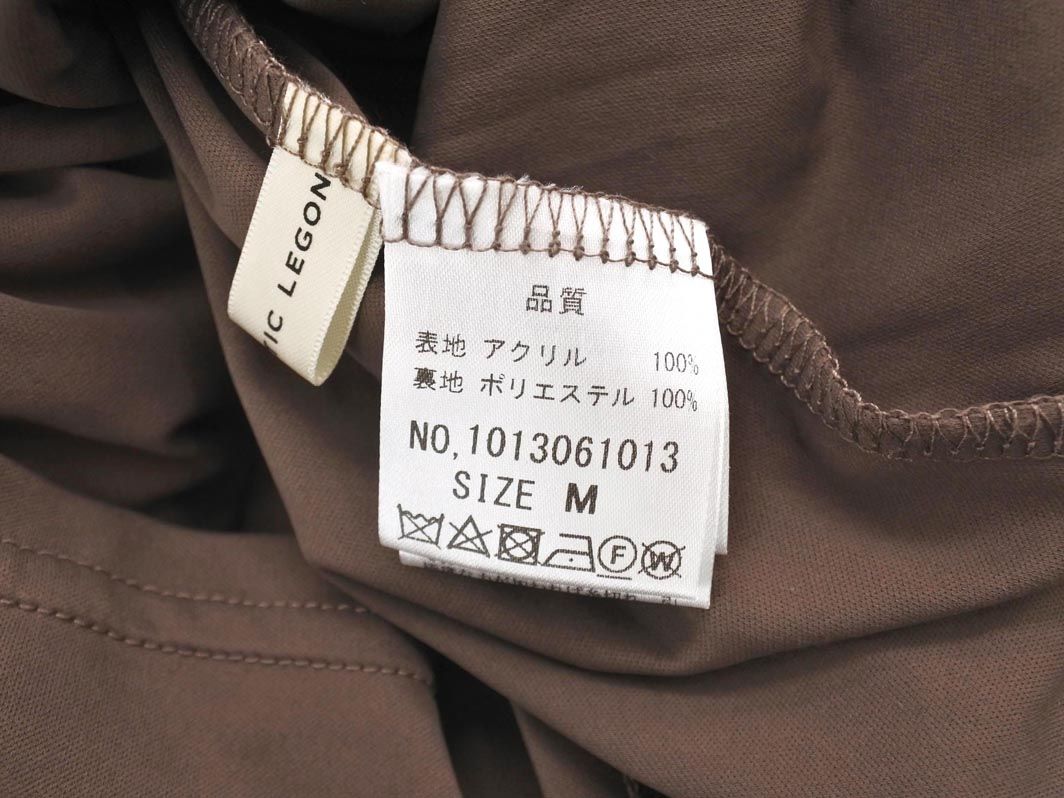 LEGON
品質
表地 アクリル 100%
裏地 ポリエステル 100%
NO,1013061013
SIZE M
F W